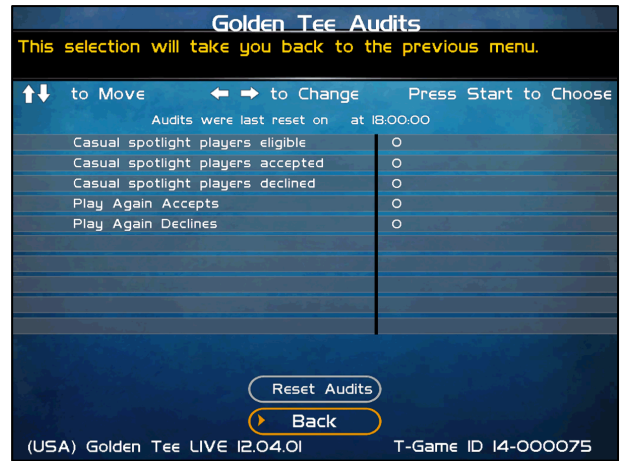 Golden Tee Audits
This selection will take you back to the previous menu.
to Move to Change Press Start to Choose
Audits were last reset on at 18:00:00
Casual spotlight players eligible 0
Casual spotlight players accepted 0
Casual spotlight players declined 0
Play Again Accepts 0
Play Again Declines 0
Reset Audits
Back
(USA) Golden Tee LIVE 12.04.01 T-Game ID 14-000075